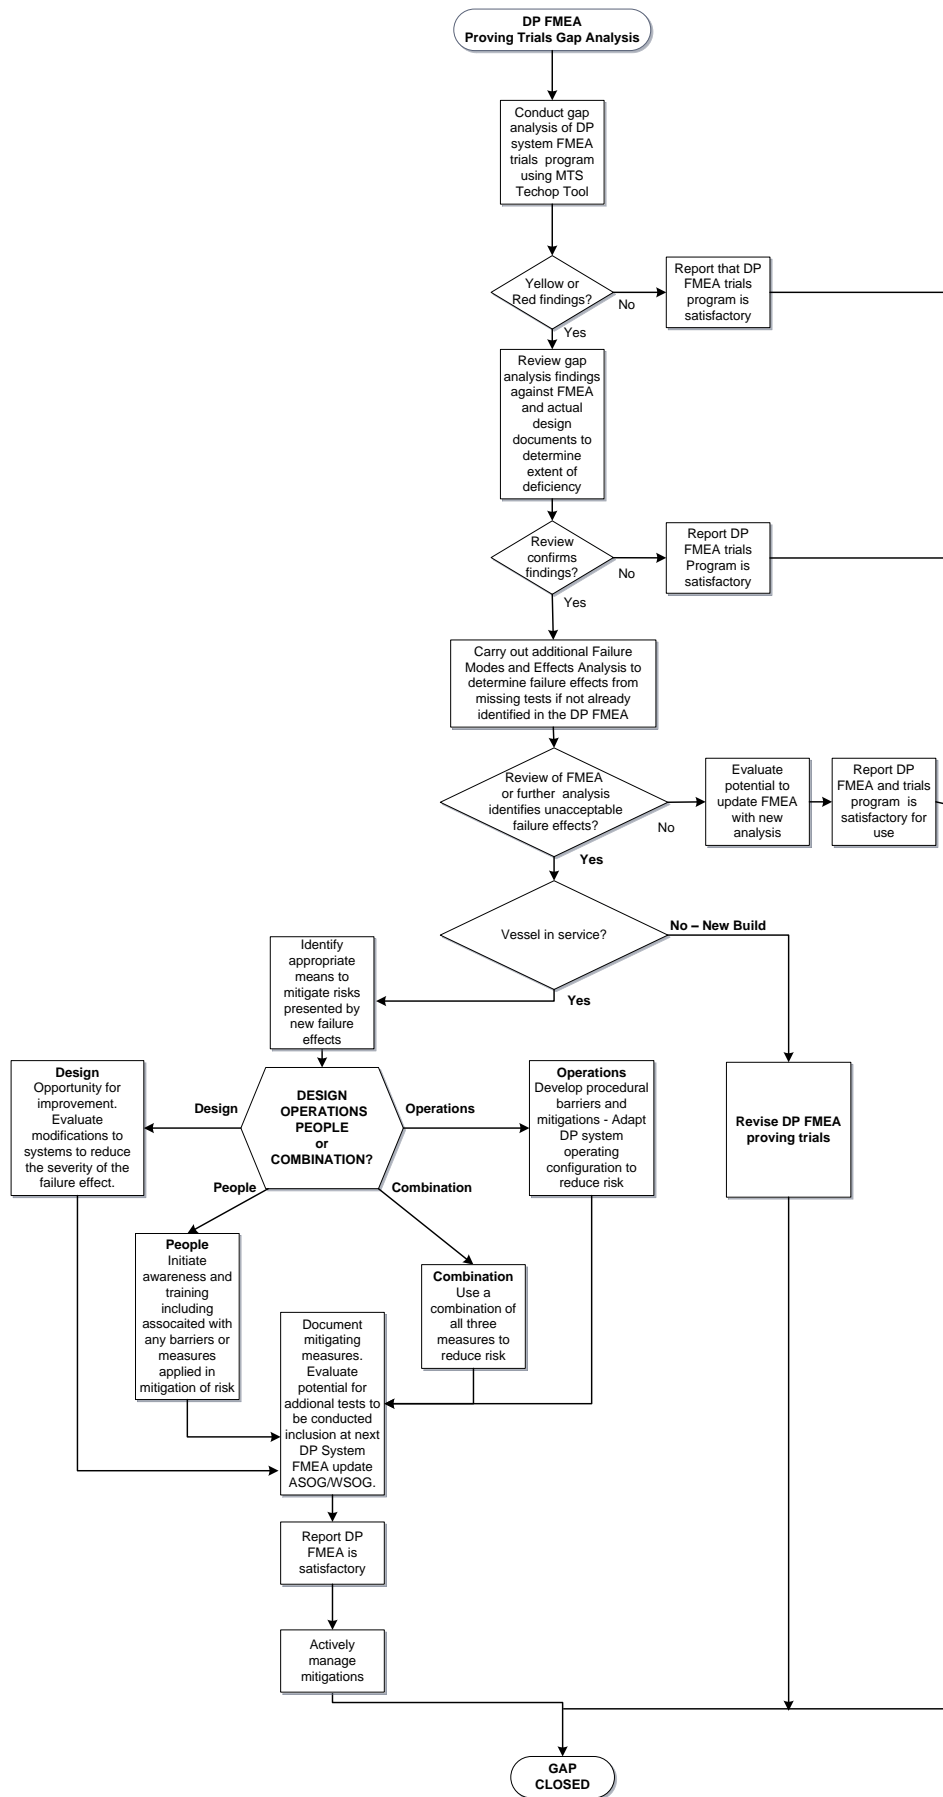 DP FMEA
Proving Trials Gap Analysis
Conduct gap
analysis of DP
system FMEA
trials program
using MTS
Techop Tool
Yellow or
Red findings?
No
Report that DP
FMEA trials
program is
satisfactory
Yes
Review gap
analysis findings
against FMEA
and actual
design
documents to
determine
extent of
deficiency
Review
confirms
findings?
No
Report DP
FMEA trials
Program is
satisfactory
Yes
Carry out additional Failure
Modes and Effects Analysis to
determine failure effects from
missing tests if not already
identified in the DP FMEA
Review of FMEA
or further analysis
identifies unacceptable
failure effects?
No
Evaluate
potential to
update FMEA
with new
analysis
Report DP
FMEA and trials
program is
satisfactory for
use
Yes
Vessel in service?
No – New Build
Yes
Identify
appropriate
means to
mitigate risks
presented by
new failure
effects
Design
Opportunity for
improvement.
Evaluate
modifications to
systems to reduce
the severity of the
failure effect.
Design
DESIGN
OPERATIONS
PEOPLE
or
COMBINATION?
Operations
Operations
Develop procedural
barriers and
mitigations - Adapt
DP system
operating
configuration to
reduce risk
Revise DP FMEA
proving trials
People
Combination
People
Initiate
awareness and
training
including
assocaited with
any barriers or
measures
applied in
mitigation of risk
Combination
Use a
combination of
all three
measures to
reduce risk
Document
mitigating
measures.
Evaluate
potential for
addional tests to
be conducted
inclusion at next
DP System
FMEA update
ASOG/WSOG.
Report DP
FMEA is
satisfactory
Actively
manage
mitigations
GAP
CLOSED